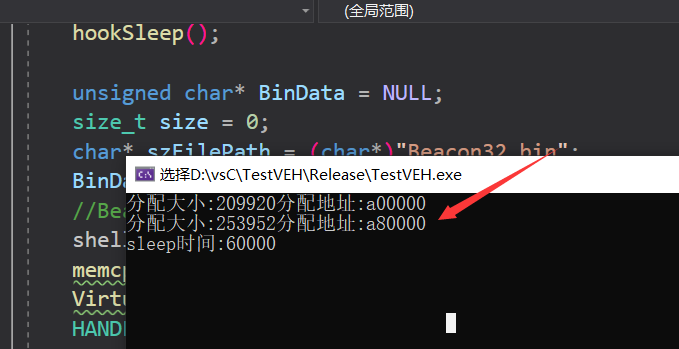 (全局范围)
hookSleep();
unsigned char* BinData = NULL;
size_t size = 0;
char* szFilePath = (char*)"Beacon32.bin";
选择D:\vsC\TestVEH\Release\TestVEH.exe
BinDa
分配大小:209920分配地址:a00000
//Bea
分配大小:253952分配地址:a80000
shell
sleep时间:60000
memcp
Virtu
HAND